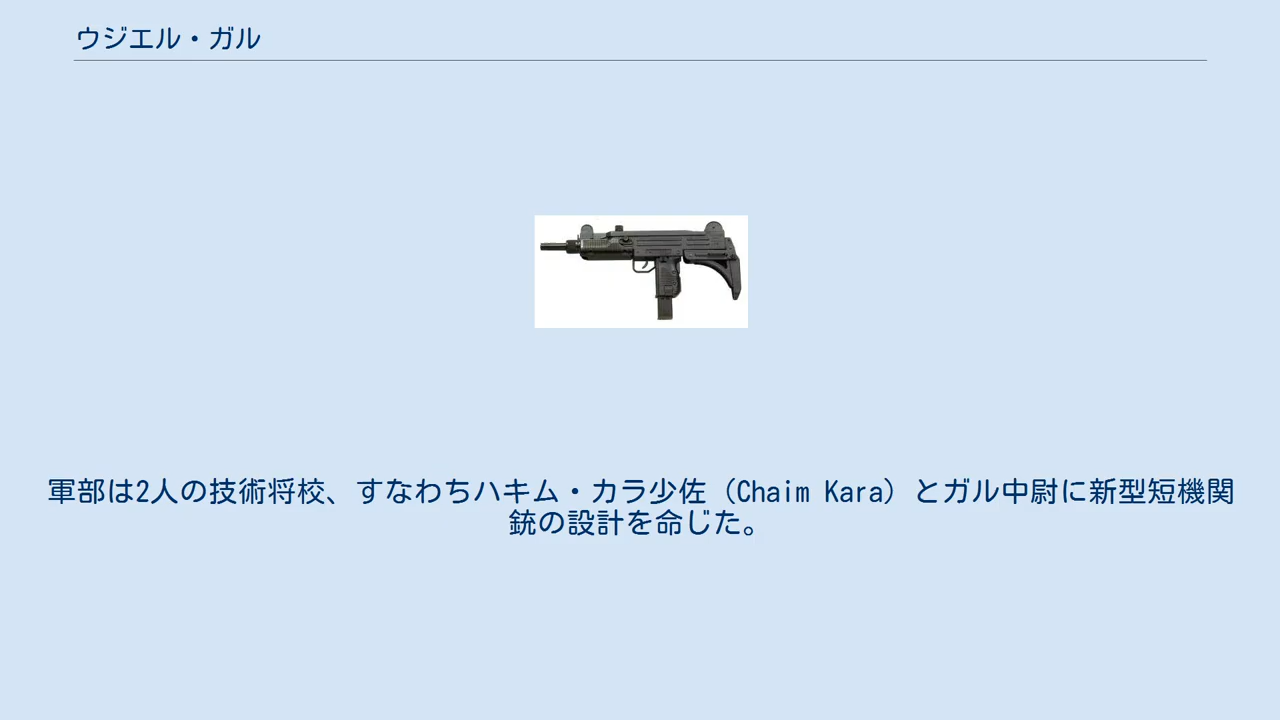 ウジエル・ガル
軍部は2人の技術将校、すなわちハキム・カラ少佐（Chaim Kara）とガル中尉に新型短機関
銃の設計を命じた。